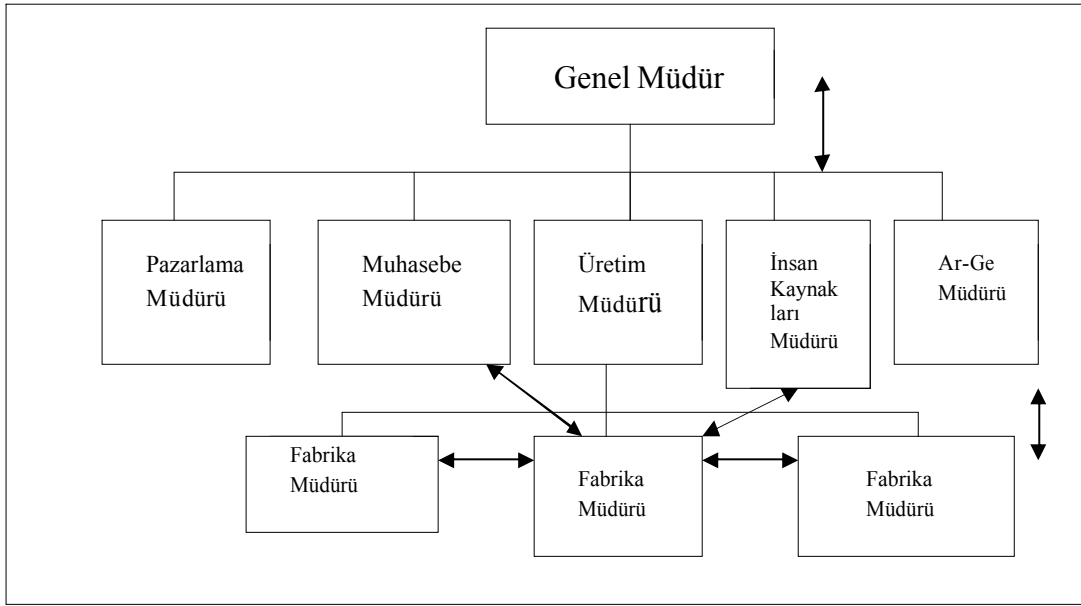 Genel Müdür
Pazarlama
Müdürü
Muhasebe
Müdürü
Üretim
Müdürü
İnsan
Kaynak
ları
Müdürü
Ar-Ge
Müdürü
Fabrika
Müdürü
Fabrika
Müdürü
Fabrika
Müdürü